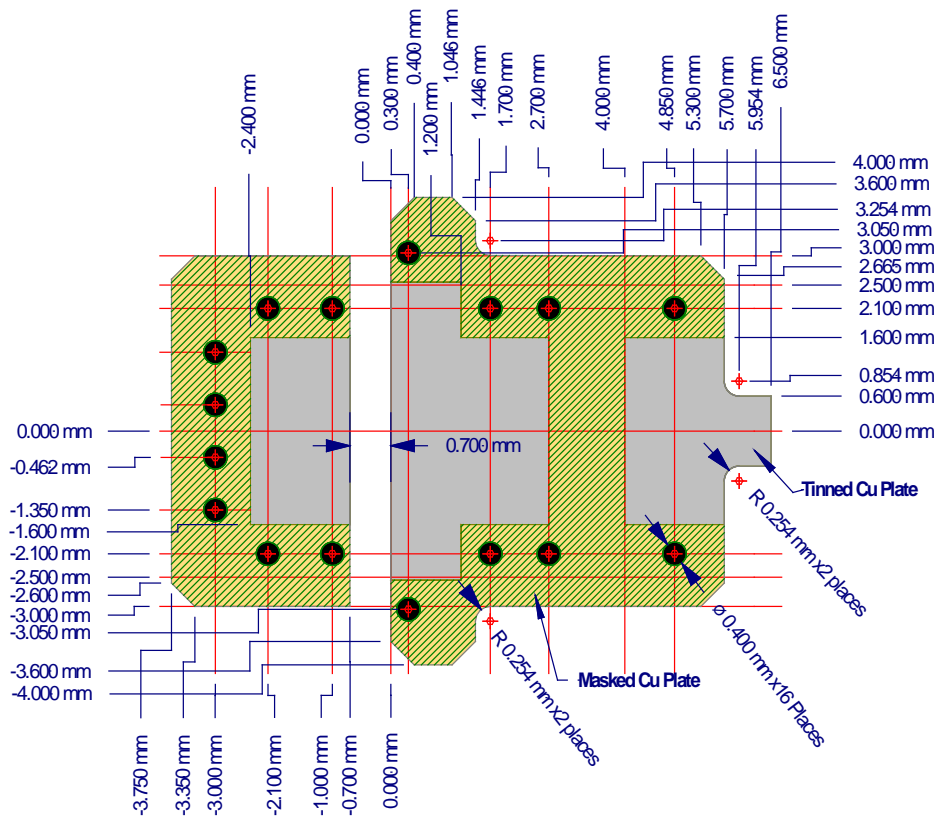 -2.400 mm
0.000 mm
0.300 mm
0.400 mm
1.200 mm
1.046 mm
1.446 mm
1.700 mm
2.700 mm
4.000 mm
4.850 mm
5.300 mm
5.700 mm
5.954 mm
6.500 mm
4.000 mm
3.600 mm
3.254 mm
3.050 mm
3.000 mm
2.665 mm
2.500 mm
2.100 mm
1.600 mm
0.854 mm
0.600 mm
0.000 mm
0.000 mm
-0.462 mm
-1.350 mm
-1.600 mm
-2.100 mm
-2.500 mm
-2.600 mm
-3.000 mm
-3.050 mm
-3.600 mm
-4.000 mm
0.700 mm
Tinned Cu Plate
R 0.254 mm x2 places
ø 0.400 mm x16 Places
Masked Cu Plate
R 0.254 mm x2 places
-3.750 mm
-3.350 mm
-3.000 mm
-2.100 mm
-1.000 mm
-0.700 mm
0.000 mm